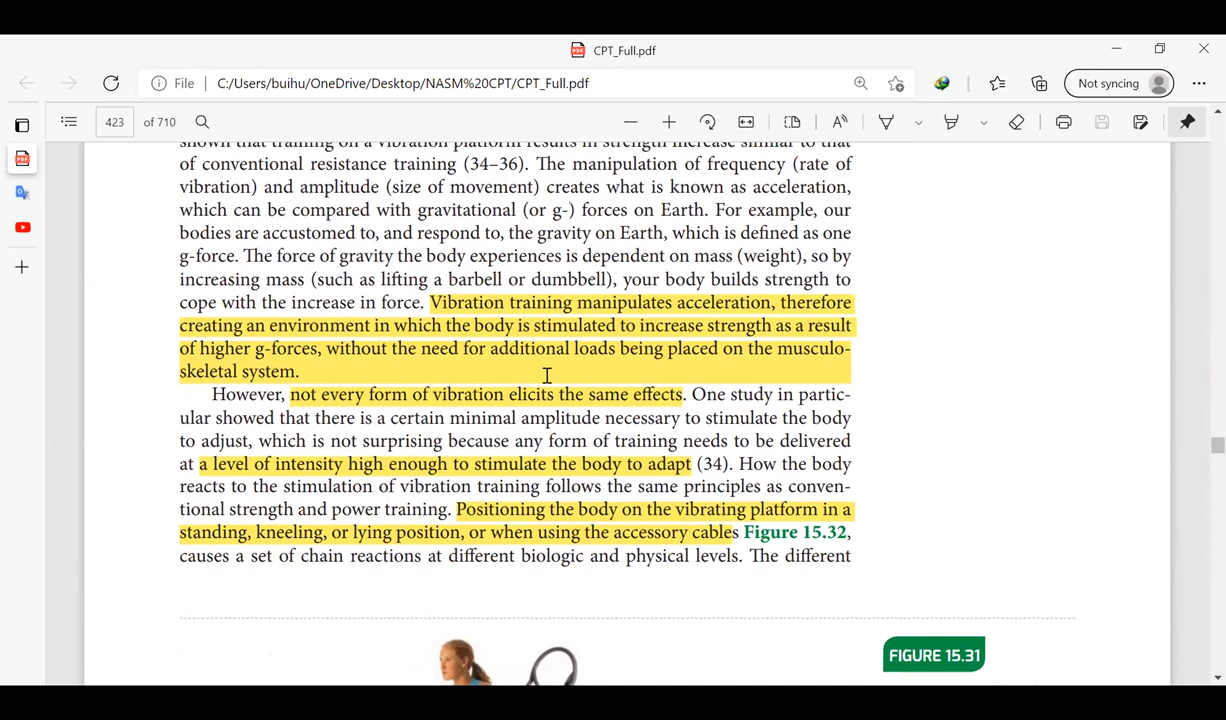 CPT_Full.pdf
File C:/Users/buihu/OneDrive/Desktop/NASM%20CPT/CPT_Full.pdf
Not syncing
423 of 710
shown that training on a vibration platform results in strength increase similar to that
of conventional resistance training (34–36). The manipulation of frequency (rate of
vibration) and amplitude (size of movement) creates what is known as acceleration,
which can be compared with gravitational (or g-) forces on Earth. For example, our
bodies are accustomed to, and respond to, the gravity on Earth, which is defined as one
g-force. The force of gravity the body experiences is dependent on mass (weight), so by
increasing mass (such as lifting a barbell or dumbbell), your body builds strength to
cope with the increase in force. Vibration training manipulates acceleration, therefore
creating an environment in which the body is stimulated to increase strength as a result
of higher g-forces, without the need for additional loads being placed on the musculo-
skeletal system.
However, not every form of vibration elicits the same effects. One study in partic-
ular showed that there is a certain minimal amplitude necessary to stimulate the body
to adjust, which is not surprising because any form of training needs to be delivered
at a level of intensity high enough to stimulate the body to adapt (34). How the body
reacts to the stimulation of vibration training follows the same principles as conven-
tional strength and power training. Positioning the body on the vibrating platform in a
standing, kneeling, or lying position, or when using the accessory cables Figure 15.32,
causes a set of chain reactions at different biologic and physical levels. The different
FIGURE 15.31